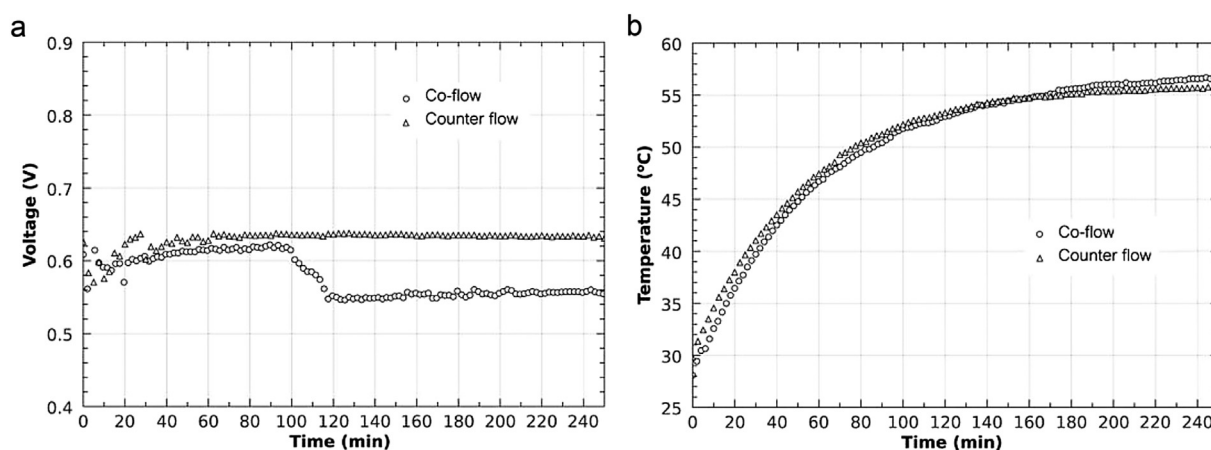 a
0.9
0.8
0.7
0.6
0.5
0.4
Voltage (V)
Co-flow
Counter flow
0 20 40 60 80 100 120 140 160 180 200 220 240
Time (min)
b
60
55
50
45
40
35
30
25
Temperature (°C)
Co-flow
Counter flow
0 20 40 60 80 100 120 140 160 180 200 220 240
Time (min)